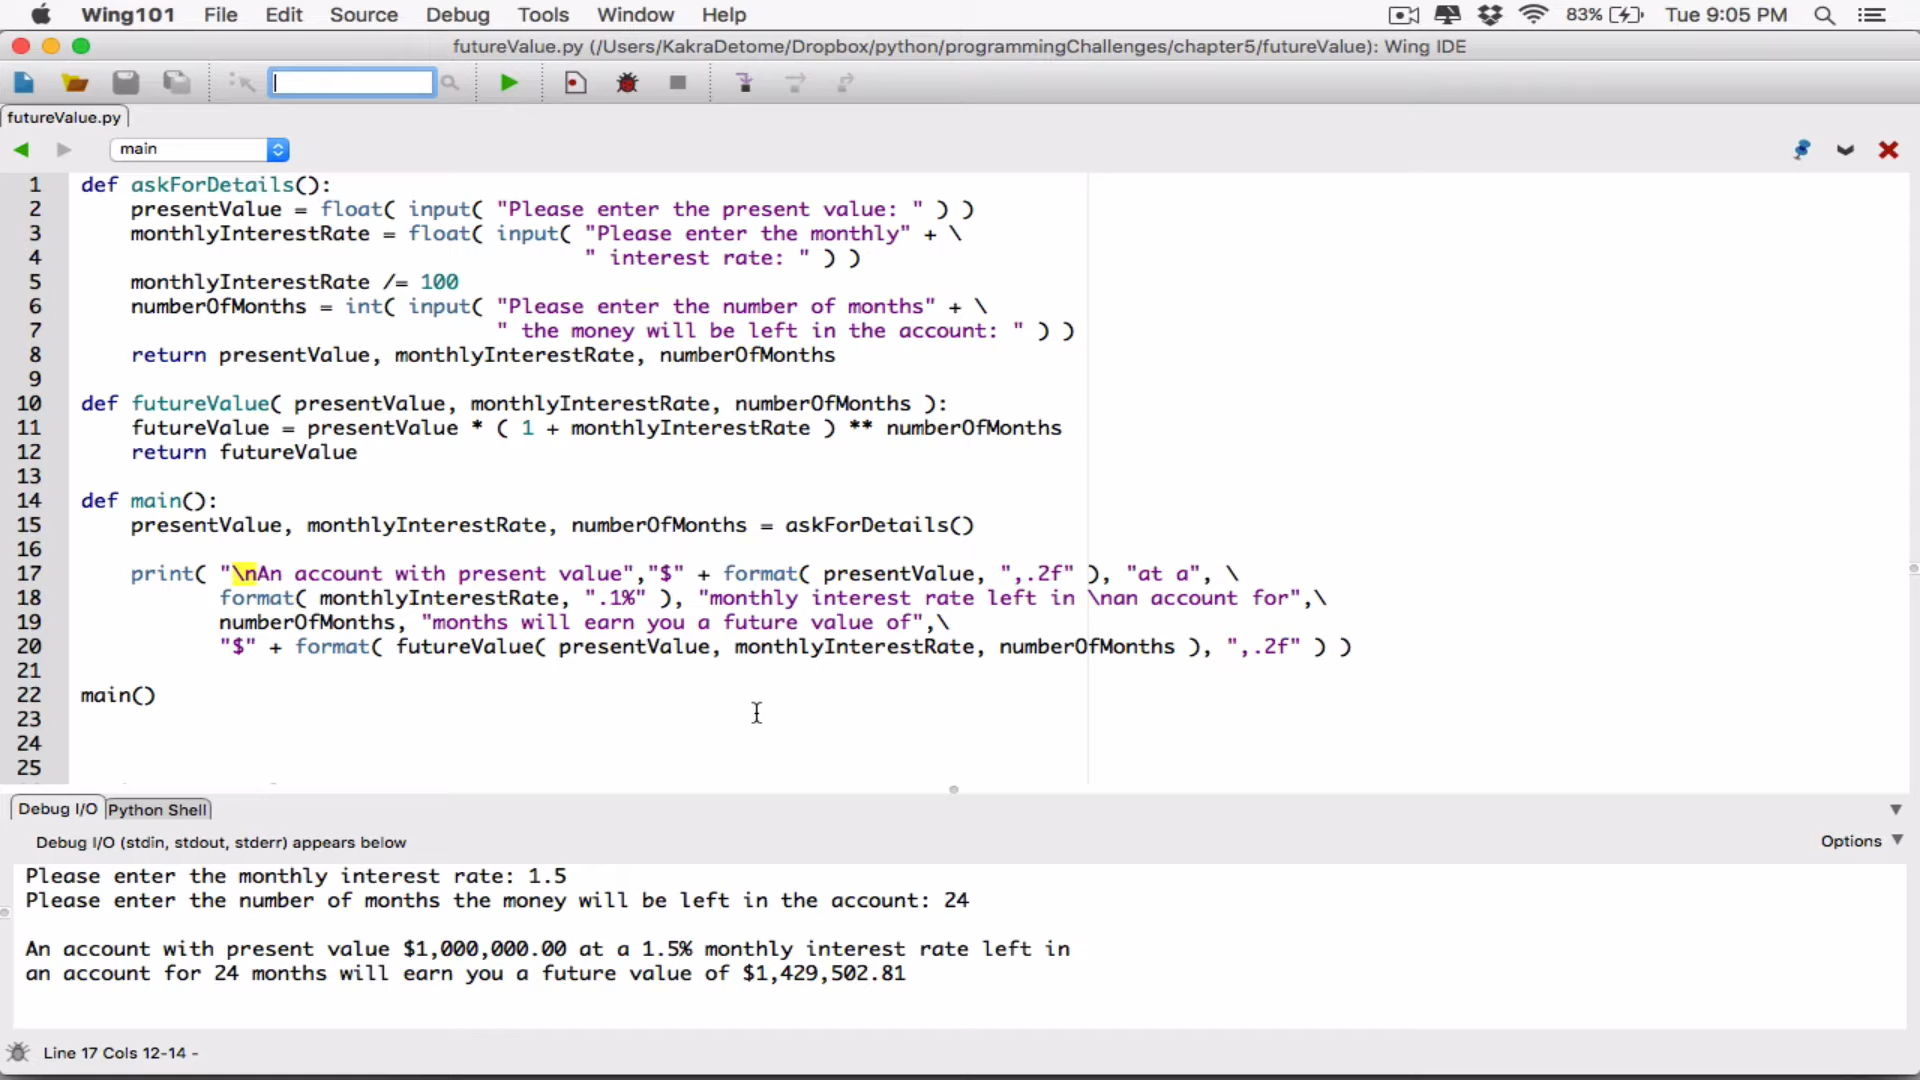 Wing101 File Edit Source Debug Tools Window Help 83% Tue 9:05 PM
futureValue.py (/Users/KakraDetome/Dropbox/python/programmingChallenges/chapter5/futureValue): Wing IDE
futureValue.py
main
1 def askForDetails():
2     presentValue = float( input( "Please enter the present value: " ) )
3     monthlyInterestRate = float( input( "Please enter the monthly" + \
4                                         " interest rate: " ) )
5     monthlyInterestRate /= 100
6     numberOfMonths = int( input( "Please enter the number of months" + \
7                                  " the money will be left in the account: " ) )
8     return presentValue, monthlyInterestRate, numberOfMonths
9
10 def futureValue( presentValue, monthlyInterestRate, numberOfMonths ):
11     futureValue = presentValue * ( 1 + monthlyInterestRate ) ** numberOfMonths
12     return futureValue
13
14 def main():
15     presentValue, monthlyInterestRate, numberOfMonths = askForDetails()
16
17     print( "\nAn account with present value","$" + format( presentValue, ",.2f" ), "at a", \
18            format( monthlyInterestRate, ".1%" ), "monthly interest rate left in \nan account for",\
19            numberOfMonths, "months will earn you a future value of",\
20            "$" + format( futureValue( presentValue, monthlyInterestRate, numberOfMonths ), ",.2f" ) )
21
22 main()
23
24
25
Debug I/O Python Shell
Debug I/O (stdin, stdout, stderr) appears below Options
Please enter the monthly interest rate: 1.5
Please enter the number of months the money will be left in the account: 24
An account with present value $1,000,000.00 at a 1.5% monthly interest rate left in
an account for 24 months will earn you a future value of $1,429,502.81
Line 17 Cols 12-14 -